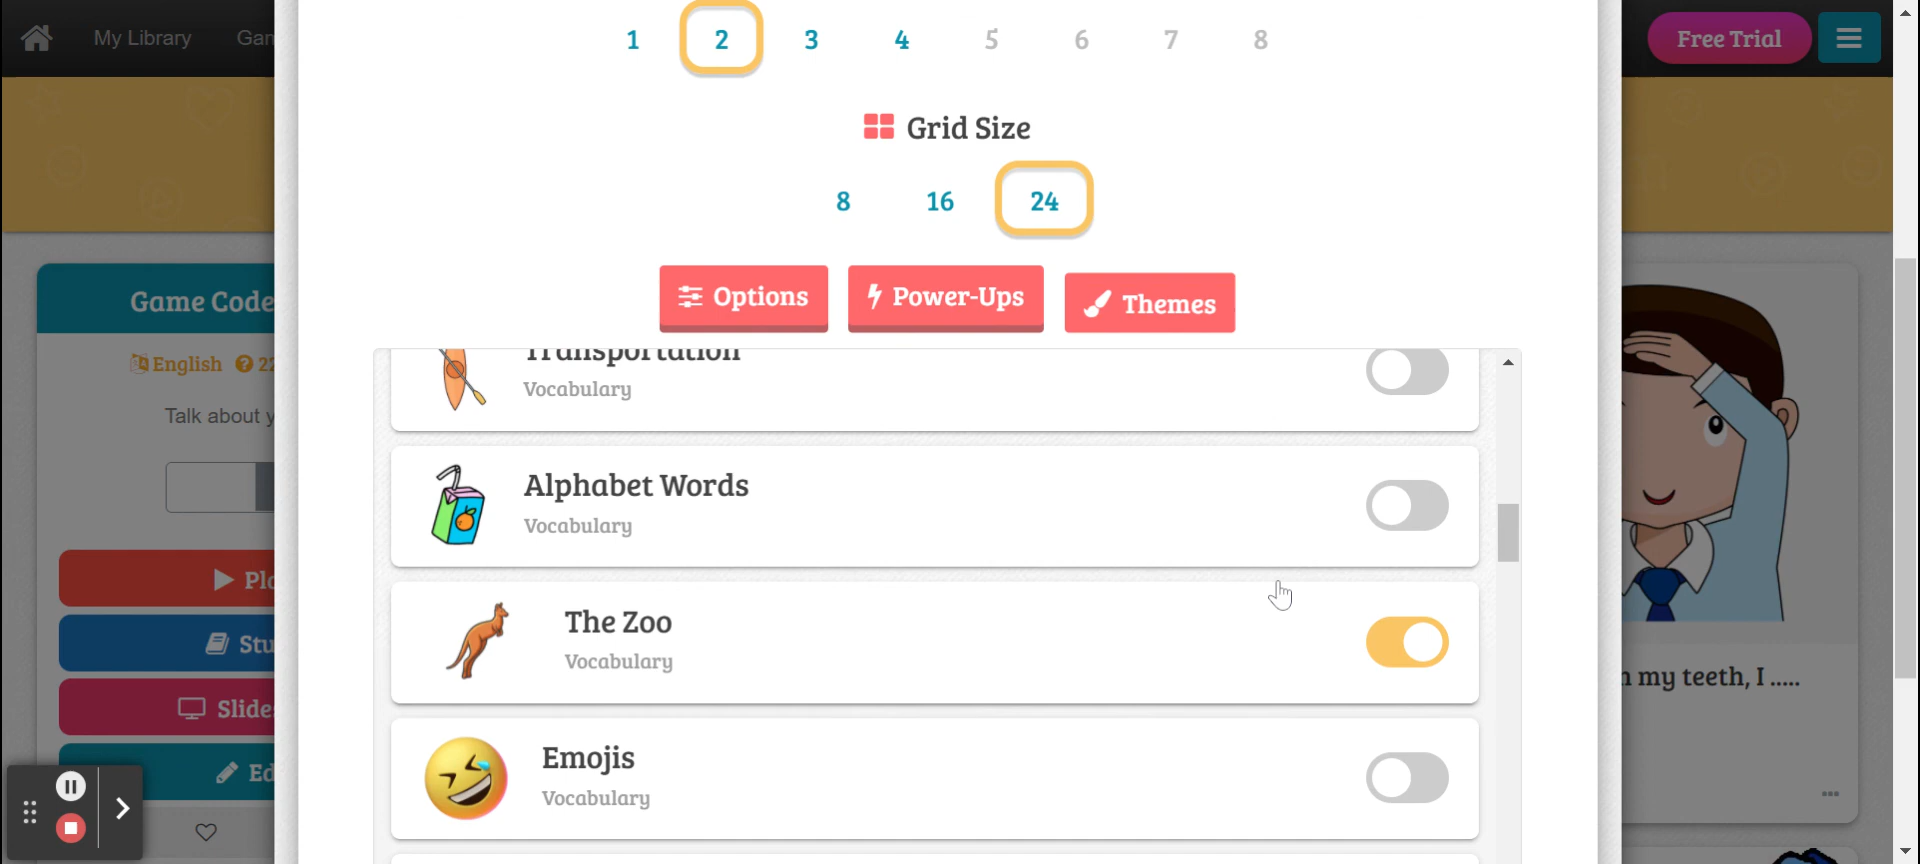 My Library
Free Trial
1 2 3 4 5 6 7 8
Grid Size
8 16 24
Options Power-Ups Themes
Game Code
English
Talk about
Transportation
Vocabulary
Alphabet Words
Vocabulary
The Zoo
Vocabulary
Emojis
Vocabulary
my teeth, I .....